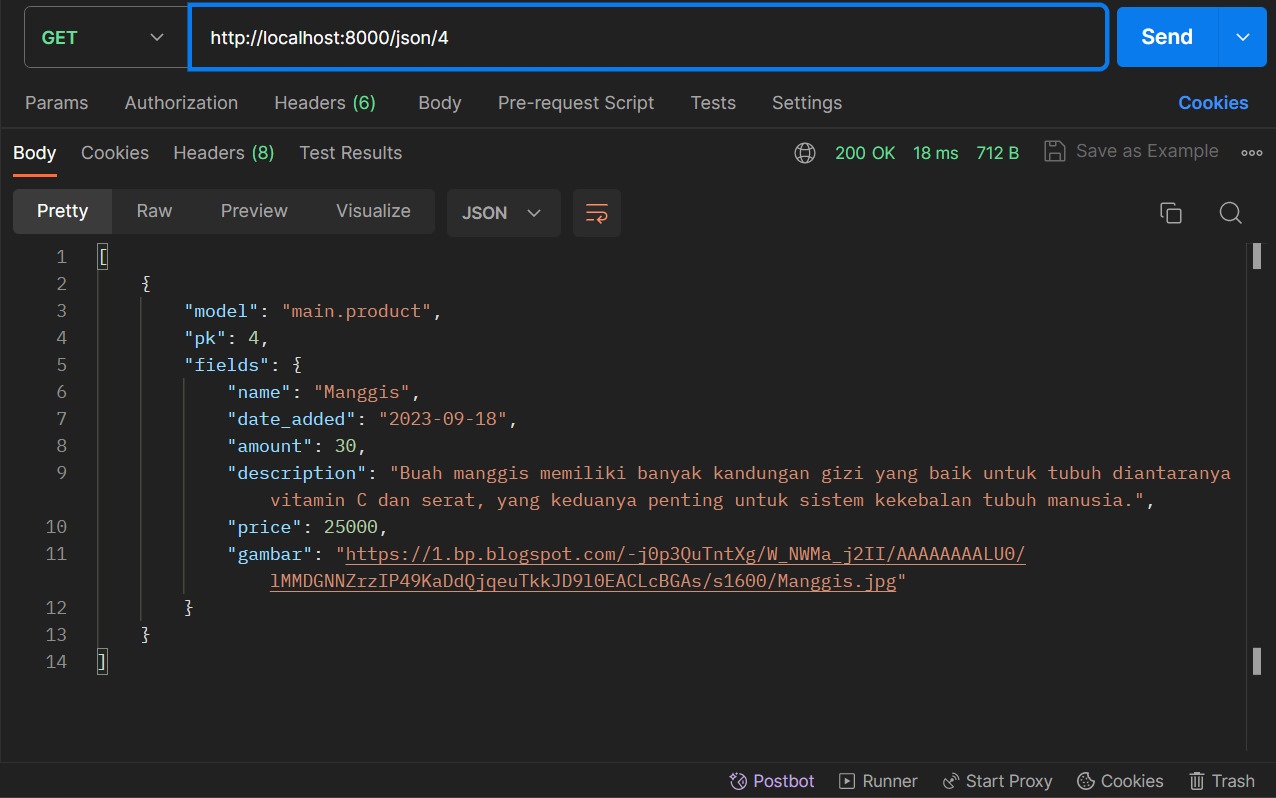 GET http://localhost:8000/json/4 Send
Params Authorization Headers (6) Body Pre-request Script Tests Settings Cookies
Body Cookies Headers (8) Test Results 200 OK 18 ms 712 B Save as Example
Pretty Raw Preview Visualize JSON
1 [
2 {
3 "model": "main.product",
4 "pk": 4,
5 "fields": {
6 "name": "Manggis",
7 "date_added": "2023-09-18",
8 "amount": 30,
9 "description": "Buah manggis memiliki banyak kandungan gizi yang baik untuk tubuh diantaranya
vitamin C dan serat, yang keduanya penting untuk sistem kekebalan tubuh manusia.",
10 "price": 25000,
11 "gambar": "https://1.bp.blogspot.com/-j0p3QuTntXg/W_NWMa_j2II/AAAAAAAALU0/
lMMDGNNZrzIP49KaDdQjqeuTkkJD9l0EACLcBGAs/s1600/Manggis.jpg"
12 }
13 }
14 ]
Postbot Runner Start Proxy Cookies Trash